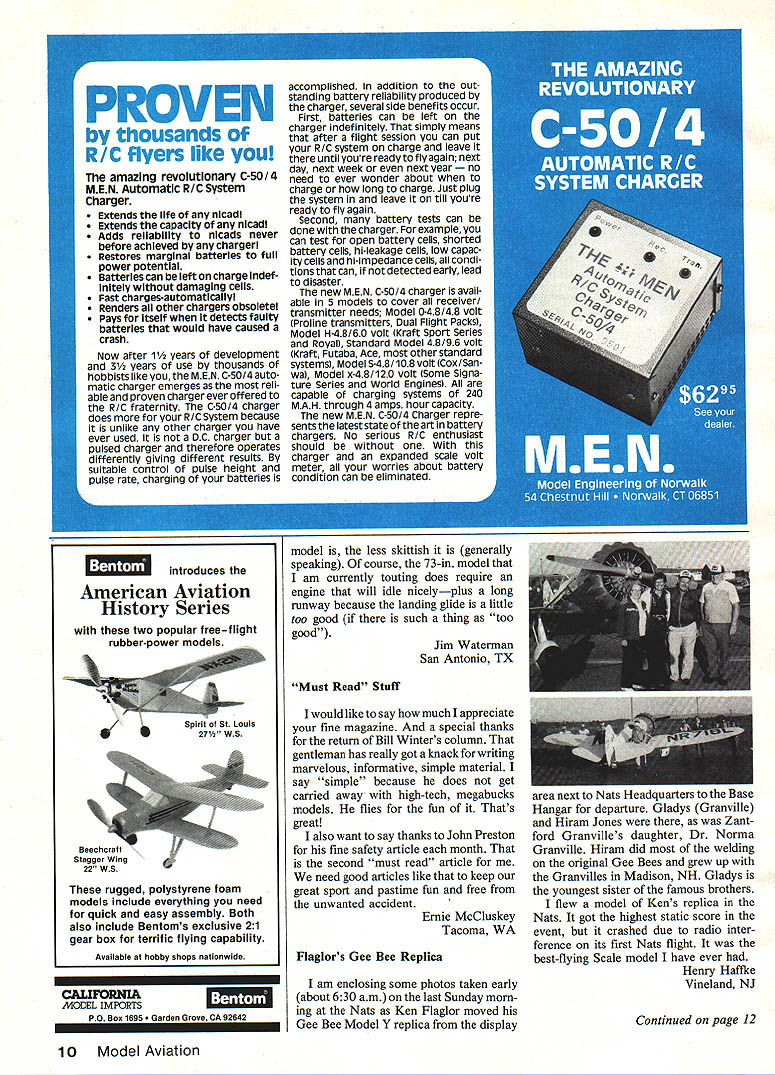 PROVEN
by thousands of
R/C flyers like you!
The amazing revolutionary C-50/4
M.E.N. Automatic R/C System
Charger.
• Extends the life of any nicad!
• Extends the capacity of any nicad!
• Adds reliability to nicads never
before achieved by any charger!
• Restores marginal batteries to full
power potential.
• Batteries can be left on charge indef-
initely without damaging cells.
• Fast charges-automatically!
• Renders all other chargers obsolete!
• Pays for itself when it detects faulty
batteries that would have caused a
crash.
Now after 1½ years of development
and 3½ years of use by thousands of
hobbists like you, the M.E.N. C-50/4 auto-
matic charger emerges as the most reli-
able and proven charger ever offered to
the R/C fraternity. The C-50/4 charger
does more for your R/C System because
it is unlike any other charger you have
ever used. It is not a D.C. charger but a
pulsed charger and therefore operates
differently giving different results. By
suitable control of pulse height and
pulse rate, charging of your batteries is
accomplished. In addition to the out-
standing battery reliability produced by
the charger, several side benefits occur.
First, batteries can be left on the
charger indefinitely. That simply means
that after a flight session you can put
your R/C system on charge and leave it
there until you're ready to fly again; next
day, next week or even next year — no
need to ever wonder about when to
charge or how long to charge. Just plug
the system in and leave it on till you're
ready to fly again.
Second, many battery tests can be
done with the charger. For example, you
can test for open battery cells, shorted
battery cells, hi-leakage cells, low capac-
ity cells and hi-impedance cells, all condi-
tions that can, if not detected early, lead
to disaster.
The new M.E.N. C-50/4 charger is avail-
able in 5 models to cover all receiver/
transmitter needs; Model 0-4.8/4.8 volt
(Proline transmitters, Dual Flight Packs),
Model H-4.8/6.0 volt (Kraft Sport Series
and Royal), Standard Model 4.8/9.6 volt
(Kraft, Futaba, Ace, most other standard
systems), Model S-4.8/10.8 volt (Cox/San-
wa), Model x-4.8/12.0 volt (Some Signa-
ture Series and World Engines). All are
capable of charging systems of 240
M.A.H. through 4 amps. hour capacity.
The new M.E.N. C-50/4 Charger repre-
sents the latest state of the art in battery
chargers. No serious R/C enthusiast
should be without one. With this
charger and an expanded scale volt
meter, all your worries about battery
condition can be eliminated.
THE AMAZING
REVOLUTIONARY
C-50/4
AUTOMATIC R/C
SYSTEM CHARGER
Power
Rec.
Tran.
THE MEN
Automatic
R/C System
Charger
C-50/4
SERIAL NO. 0501
$62⁹⁵
See your
dealer.
M.E.N.
Model Engineering of Norwalk
54 Chestnut Hill • Norwalk, CT 06851
Bentom® introduces the
American Aviation
History Series
with these two popular free-flight
rubber-power models.
Spirit of St. Louis
27½" W.S.
Beechcraft
Stagger Wing
22" W.S.
These rugged, polystyrene foam
models include everything you need
for quick and easy assembly. Both
also include Bentom's exclusive 2:1
gear box for terrific flying capability.
Available at hobby shops nationwide.
CALIFORNIA
MODEL IMPORTS
Bentom®
P.O. Box 1695 • Garden Grove, CA 92642
model is, the less skittish it is (generally
speaking). Of course, the 73-in. model that
I am currently touting does require an
engine that will idle nicely—plus a long
runway because the landing glide is a little
too good (if there is such a thing as "too
good").
Jim Waterman
San Antonio, TX
"Must Read" Stuff
I would like to say how much I appreciate
your fine magazine. And a special thanks
for the return of Bill Winter's column. That
gentleman has really got a knack for writing
marvelous, informative, simple material. I
say "simple" because he does not get
carried away with high-tech, megabucks
models. He flies for the fun of it. That's
great!
I also want to say thanks to John Preston
for his fine safety article each month. That
is the second "must read" article for me.
We need good articles like that to keep our
great sport and pastime fun and free from
the unwanted accident.
Ernie McCluskey
Tacoma, WA
Flaglor's Gee Bee Replica
I am enclosing some photos taken early
(about 6:30 a.m.) on the last Sunday morn-
ing at the Nats as Ken Flaglor moved his
Gee Bee Model Y replica from the display
area next to Nats Headquarters to the Base
Hangar for departure. Gladys (Granville)
and Hiram Jones were there, as was Zant-
ford Granville's daughter, Dr. Norma
Granville. Hiram did most of the welding
on the original Gee Bees and grew up with
the Granvilles in Madison, NH. Gladys is
the youngest sister of the famous brothers.
I flew a model of Ken's replica in the
Nats. It got the highest static score in the
event, but it crashed due to radio inter-
ference on its first Nats flight. It was the
best-flying Scale model I have ever had.
Henry Haffke
Vineland, NJ
Continued on page 12
10 Model Aviation